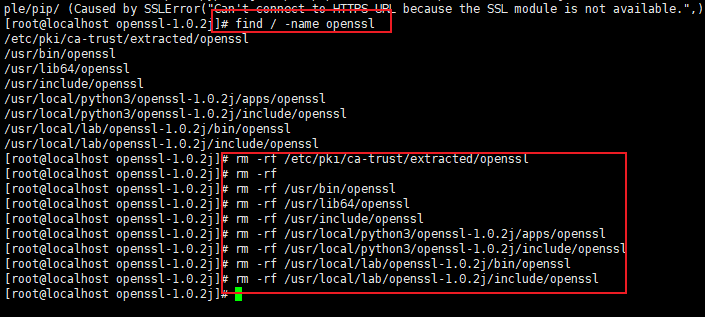 ple/pip/ (Caused by SSLError("Can't connect to HTTPS URL because the SSL module is not available.",)
[root@localhost openssl-1.0.2j]# find / -name openssl
/etc/pki/ca-trust/extracted/openssl
/usr/bin/openssl
/usr/lib64/openssl
/usr/include/openssl
/usr/local/python3/openssl-1.0.2j/apps/openssl
/usr/local/python3/openssl-1.0.2j/include/openssl
/usr/local/lab/openssl-1.0.2j/bin/openssl
/usr/local/lab/openssl-1.0.2j/include/openssl
[root@localhost openssl-1.0.2j]# rm -rf /etc/pki/ca-trust/extracted/openssl
[root@localhost openssl-1.0.2j]# rm -rf
[root@localhost openssl-1.0.2j]# rm -rf /usr/bin/openssl
[root@localhost openssl-1.0.2j]# rm -rf /usr/lib64/openssl
[root@localhost openssl-1.0.2j]# rm -rf /usr/include/openssl
[root@localhost openssl-1.0.2j]# rm -rf /usr/local/python3/openssl-1.0.2j/apps/openssl
[root@localhost openssl-1.0.2j]# rm -rf /usr/local/python3/openssl-1.0.2j/include/openssl
[root@localhost openssl-1.0.2j]# rm -rf /usr/local/lab/openssl-1.0.2j/bin/openssl
[root@localhost openssl-1.0.2j]# rm -rf /usr/local/lab/openssl-1.0.2j/include/openssl
[root@localhost openssl-1.0.2j]#